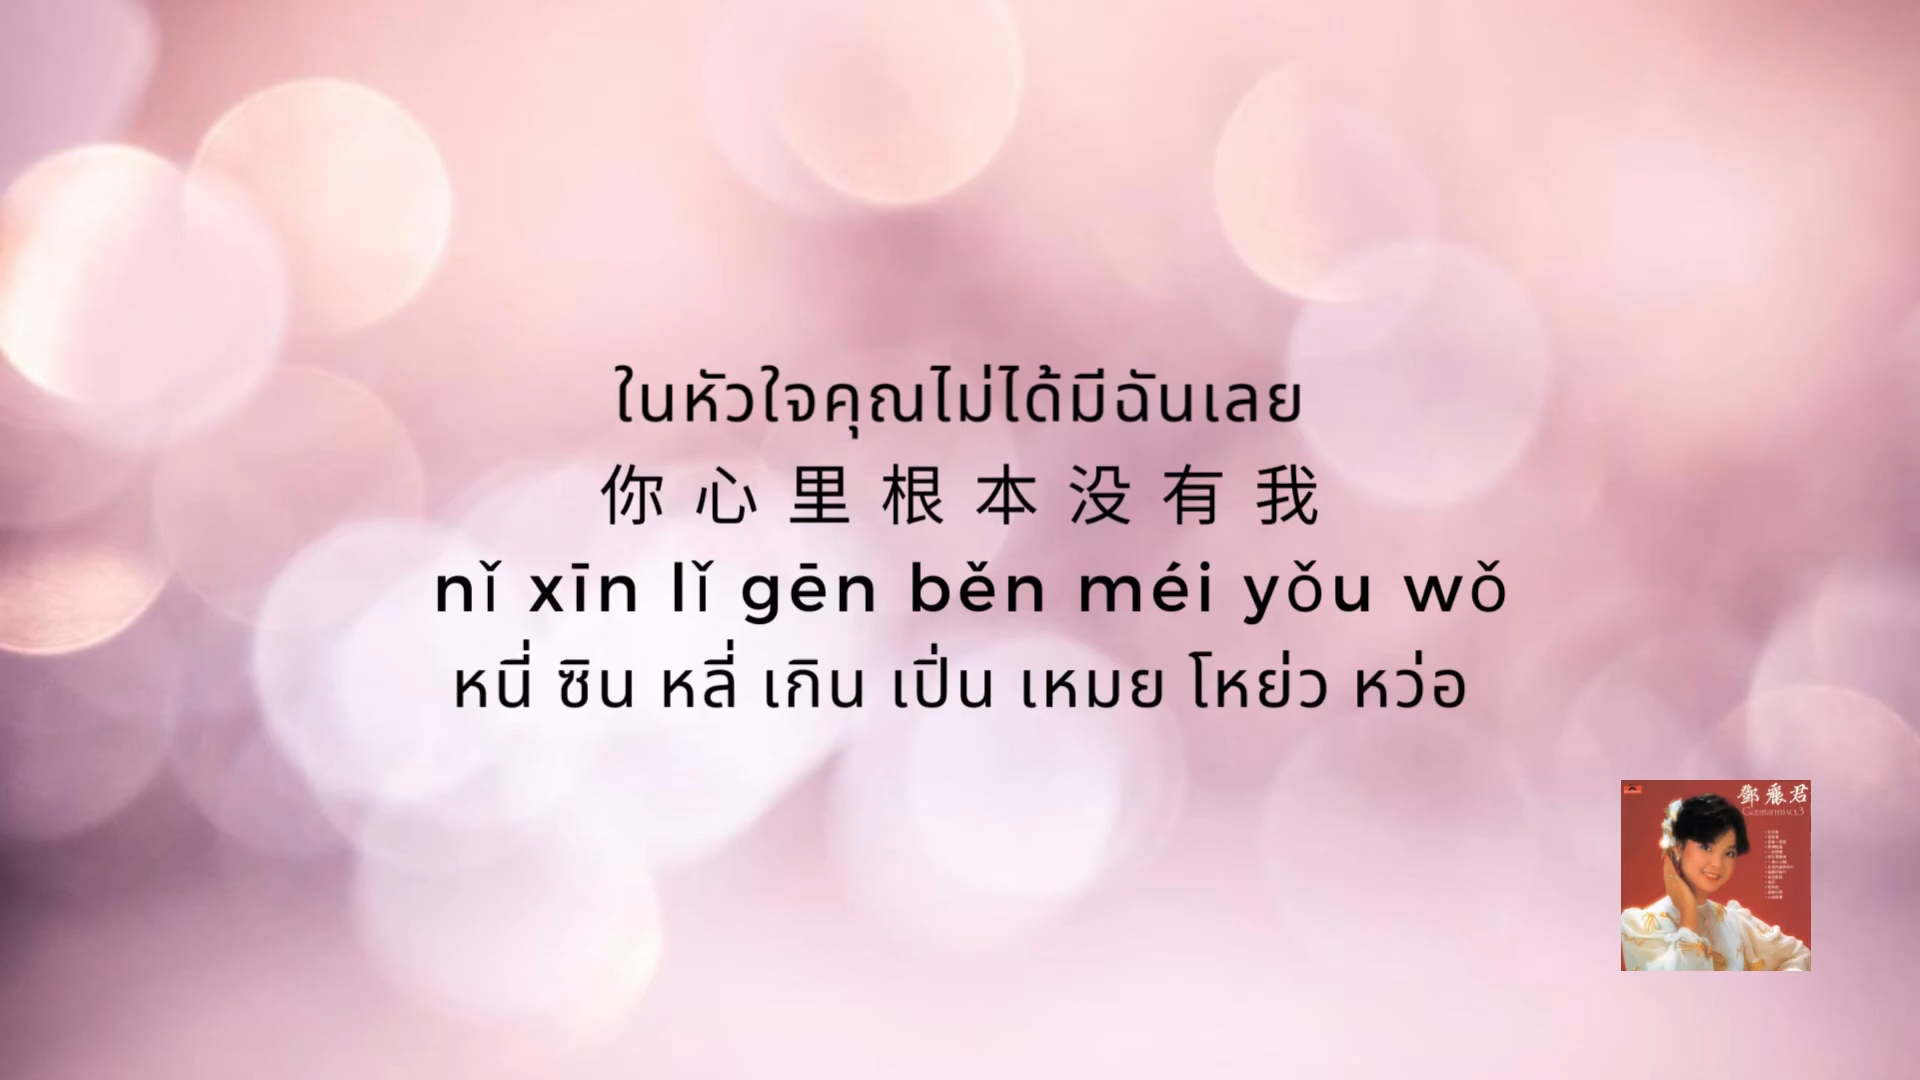 ในหัวใจคุณไม่ได้มีฉันเลย
你 心 里 根 本 没 有 我
nǐ xīn lǐ gēn běn méi yǒu wǒ
หนี่ ซิน หลี่ เกิน เปิ่น เหมย โหย่ว หว่อ
鄧麗君